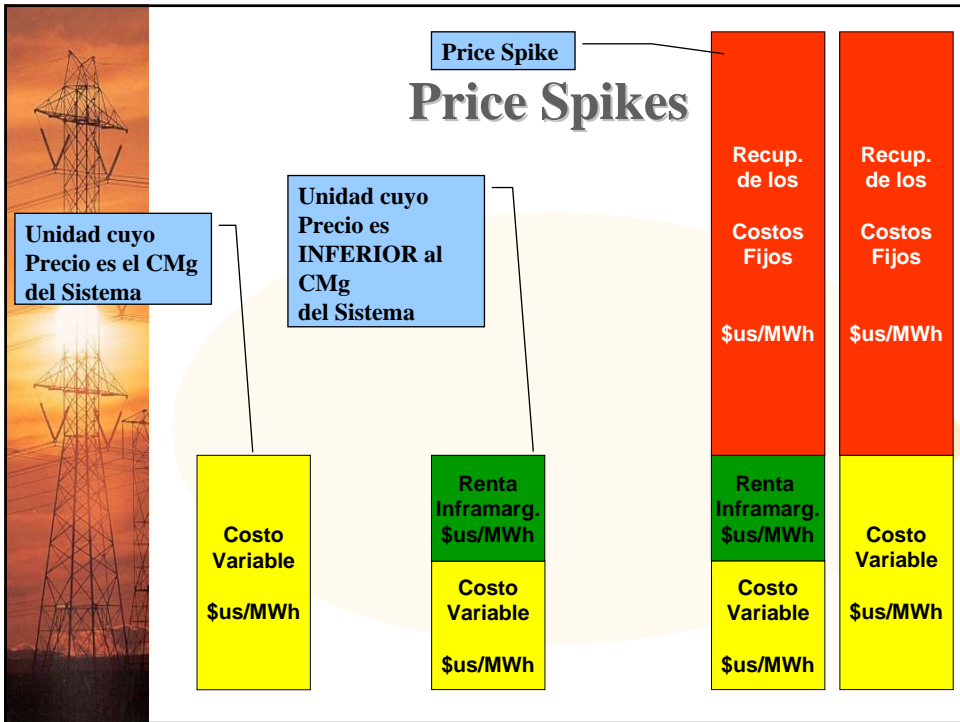 Price Spike
Price Spikes
Unidad cuyo
Precio es el CMg
del Sistema
Unidad cuyo
Precio es
INFERIOR al
CMg
del Sistema
Costo
Variable
$us/MWh
Renta
Inframarg.
$us/MWh
Costo
Variable
$us/MWh
Recup.
de los
Costos
Fijos
$us/MWh
Renta
Inframarg.
$us/MWh
Costo
Variable
$us/MWh
Recup.
de los
Costos
Fijos
$us/MWh
Costo
Variable
$us/MWh